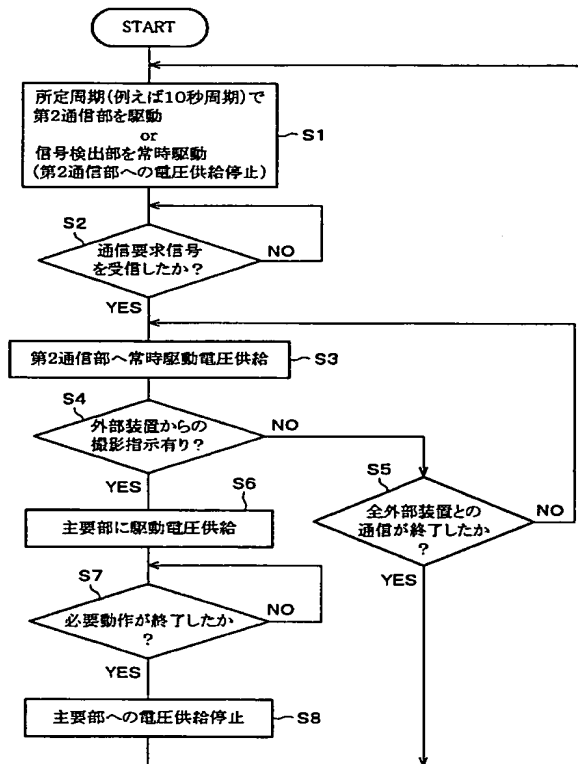 START
所定周期(例えば10秒周期)で
第2通信部を駆動
or
信号検出部を常時駆動
(第2通信部への電圧供給停止)
S1
S2
通信要求信号
を受信したか?
NO
YES
第2通信部へ常時駆動電圧供給
S3
S4
外部装置からの
撮影指示有り?
NO
YES
S5
全外部装置との
通信が終了したか
?
NO
YES
S6
主要部に駆動電圧供給
S7
必要動作が終了したか
?
NO
YES
主要部への電圧供給停止
S8